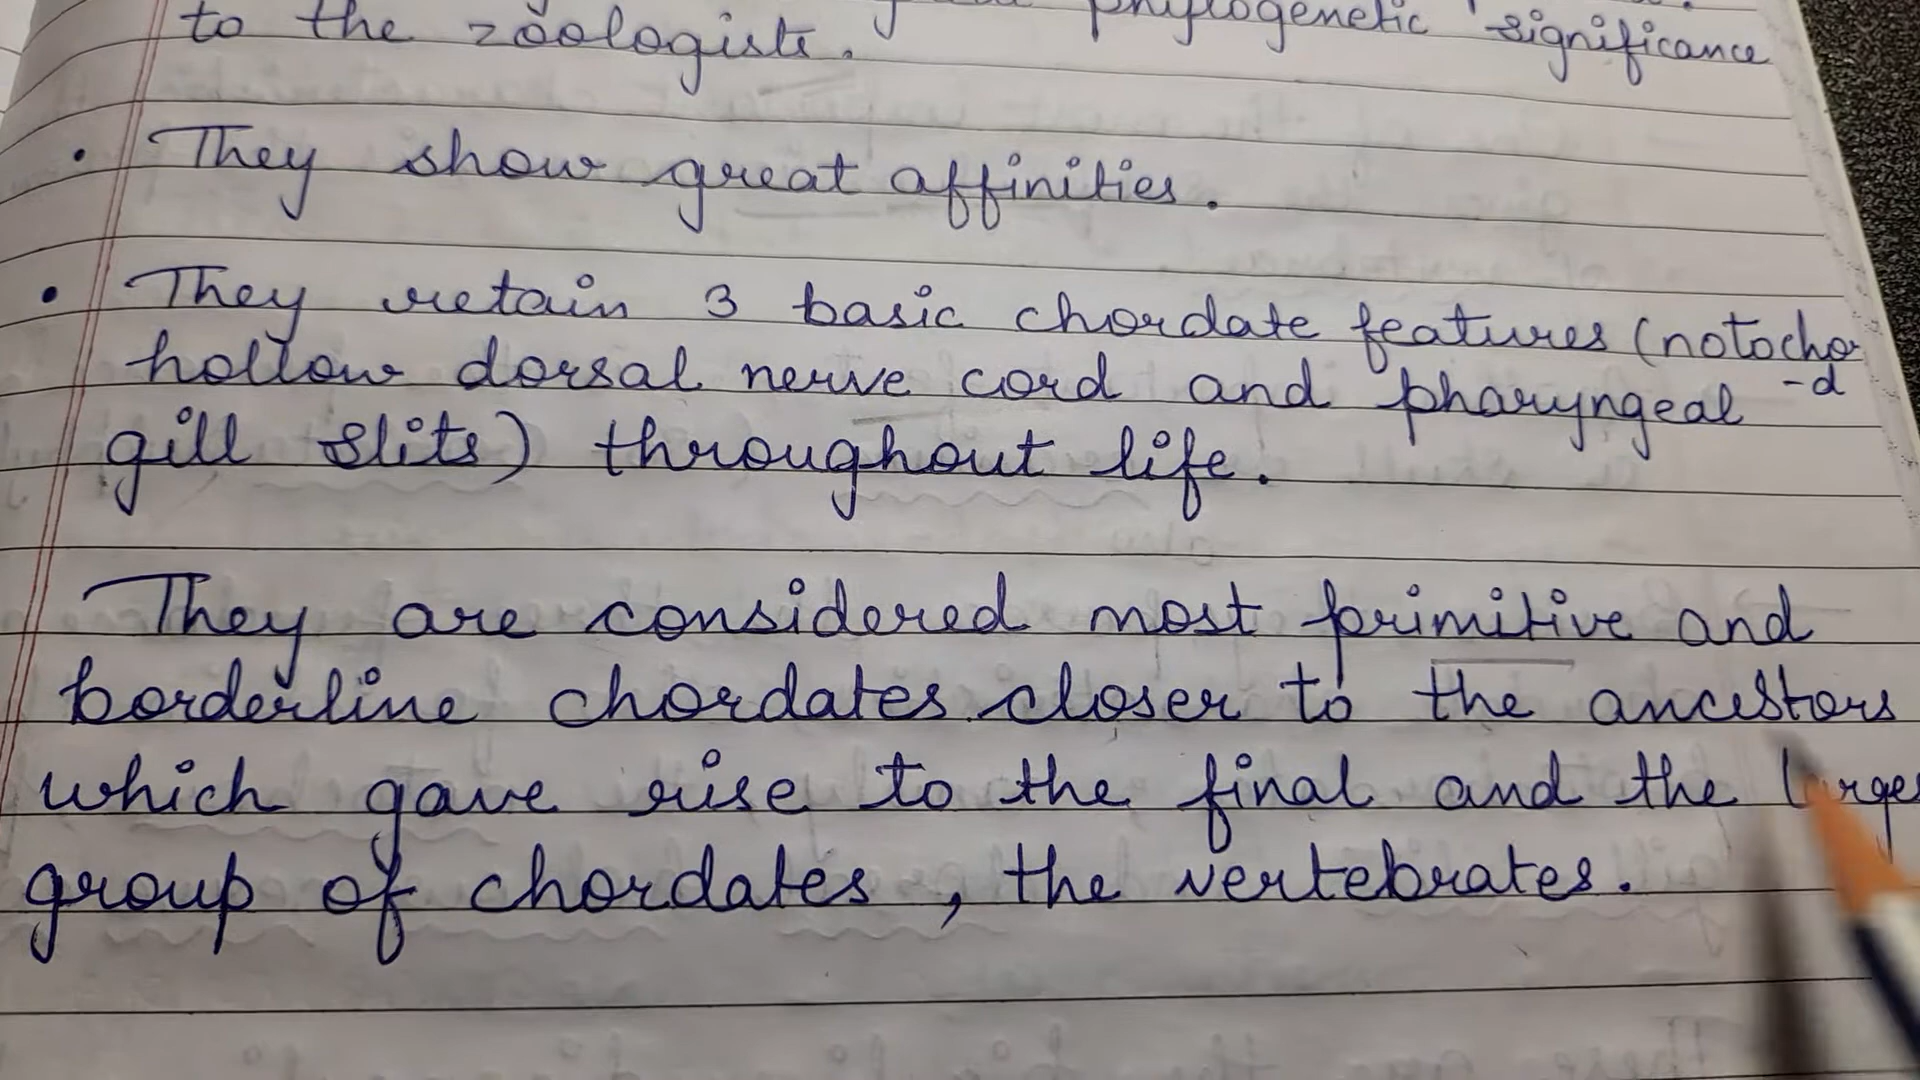 phylogenetic significance
to the zoologists.
• They show great affinities.
• They retain 3 basic chordate features (notocho
-d
hollow dorsal nerve cord and pharyngeal
gill slits) throughout life.
They are considered most primitive and
borderline chordates closer to the ancestors
which gave rise to the final and the
group of chordates, the vertebrates.